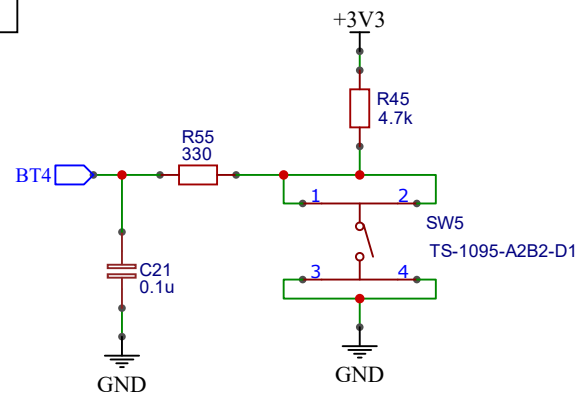 +3V3
R45
4.7k
R55
330
BT4
1
2
SW5
TS-1095-A2B2-D1
3
4
C21
0.1u
GND
GND